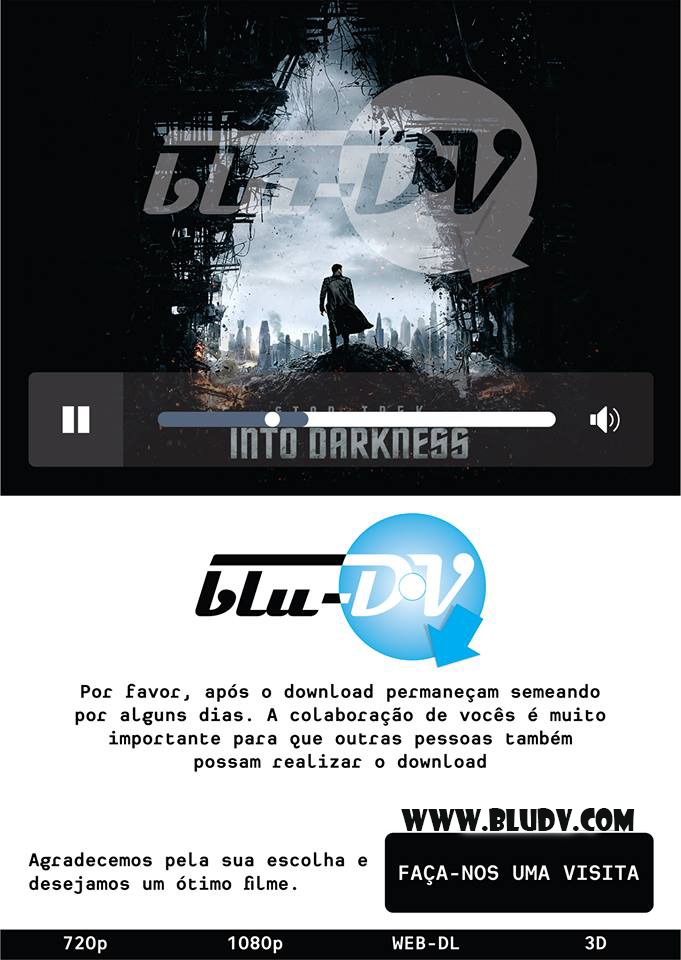 blu-DV
STAR TREK
INTO DARKNESS
blu-DV
Por favor, após o download permaneçam semeando
por alguns dias. A colaboração de vocês é muito
importante para que outras pessoas também
possam realizar o download
WWW.BLUDV.COM
Agradecemos pela sua escolha e
desejamos um ótimo filme.
FAÇA-NOS UMA VISITA
720p 1080p WEB-DL 3D